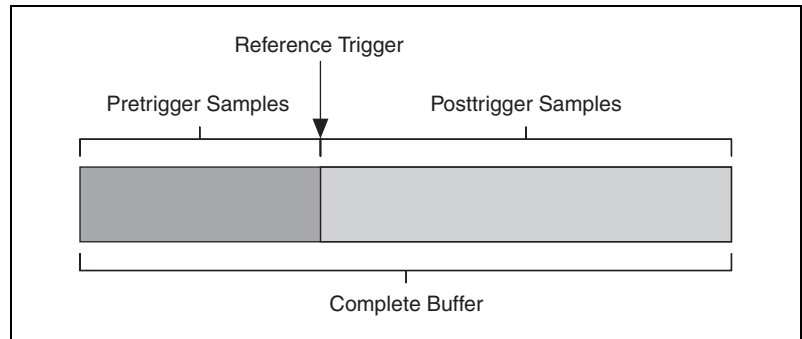 Reference Trigger
Pretrigger Samples
Posttrigger Samples
Complete Buffer